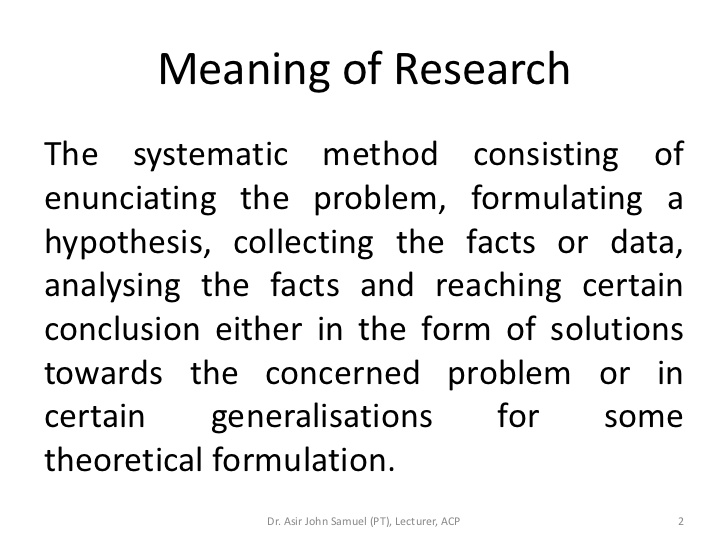 Meaning of Research
The systematic method consisting of
enunciating the problem, formulating a
hypothesis, collecting the facts or data,
analysing the facts and reaching certain
conclusion either in the form of solutions
towards the concerned problem or in
certain generalisations for some
theoretical formulation.
Dr. Asir John Samuel (PT), Lecturer, ACP 2